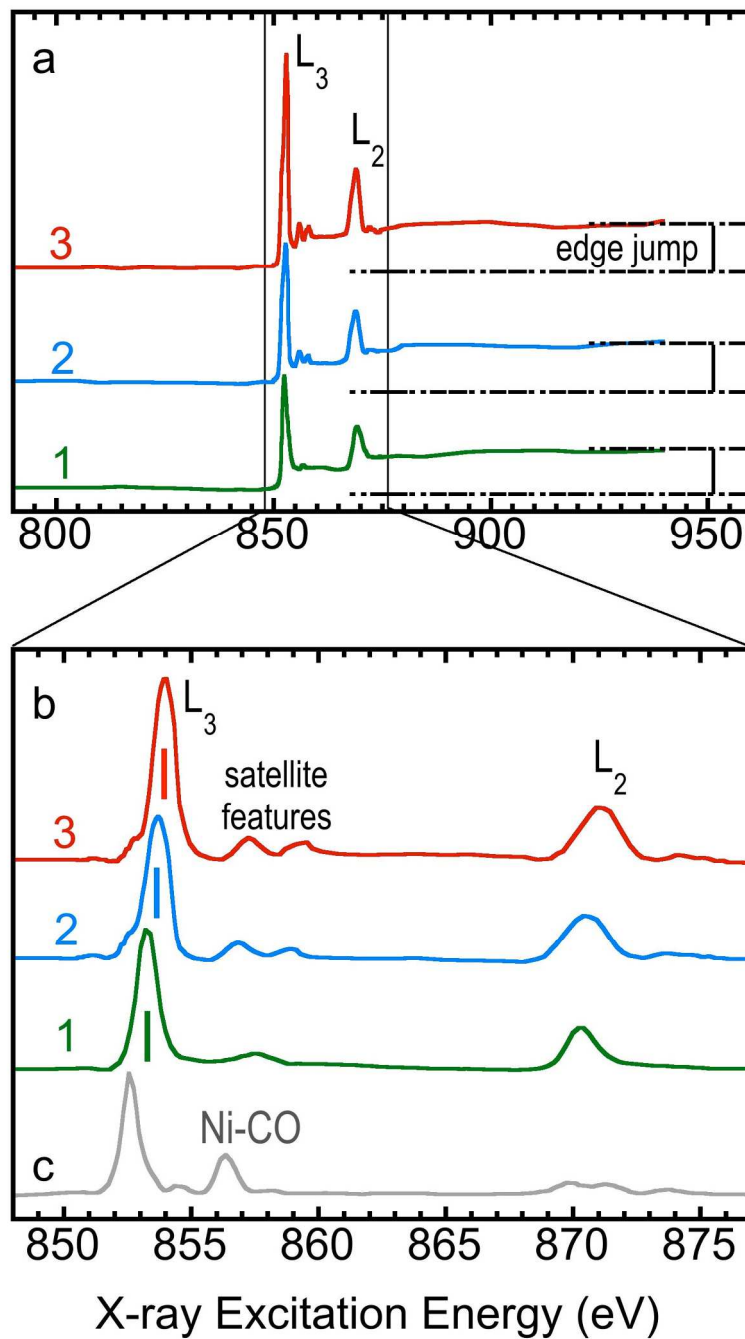 a
L3
L2
3
edge jump
2
1
800 850 900 950
b
L3
satellite
features
L2
3
2
1
Ni-CO
c
850 855 860 865 870 875
X-ray Excitation Energy (eV)